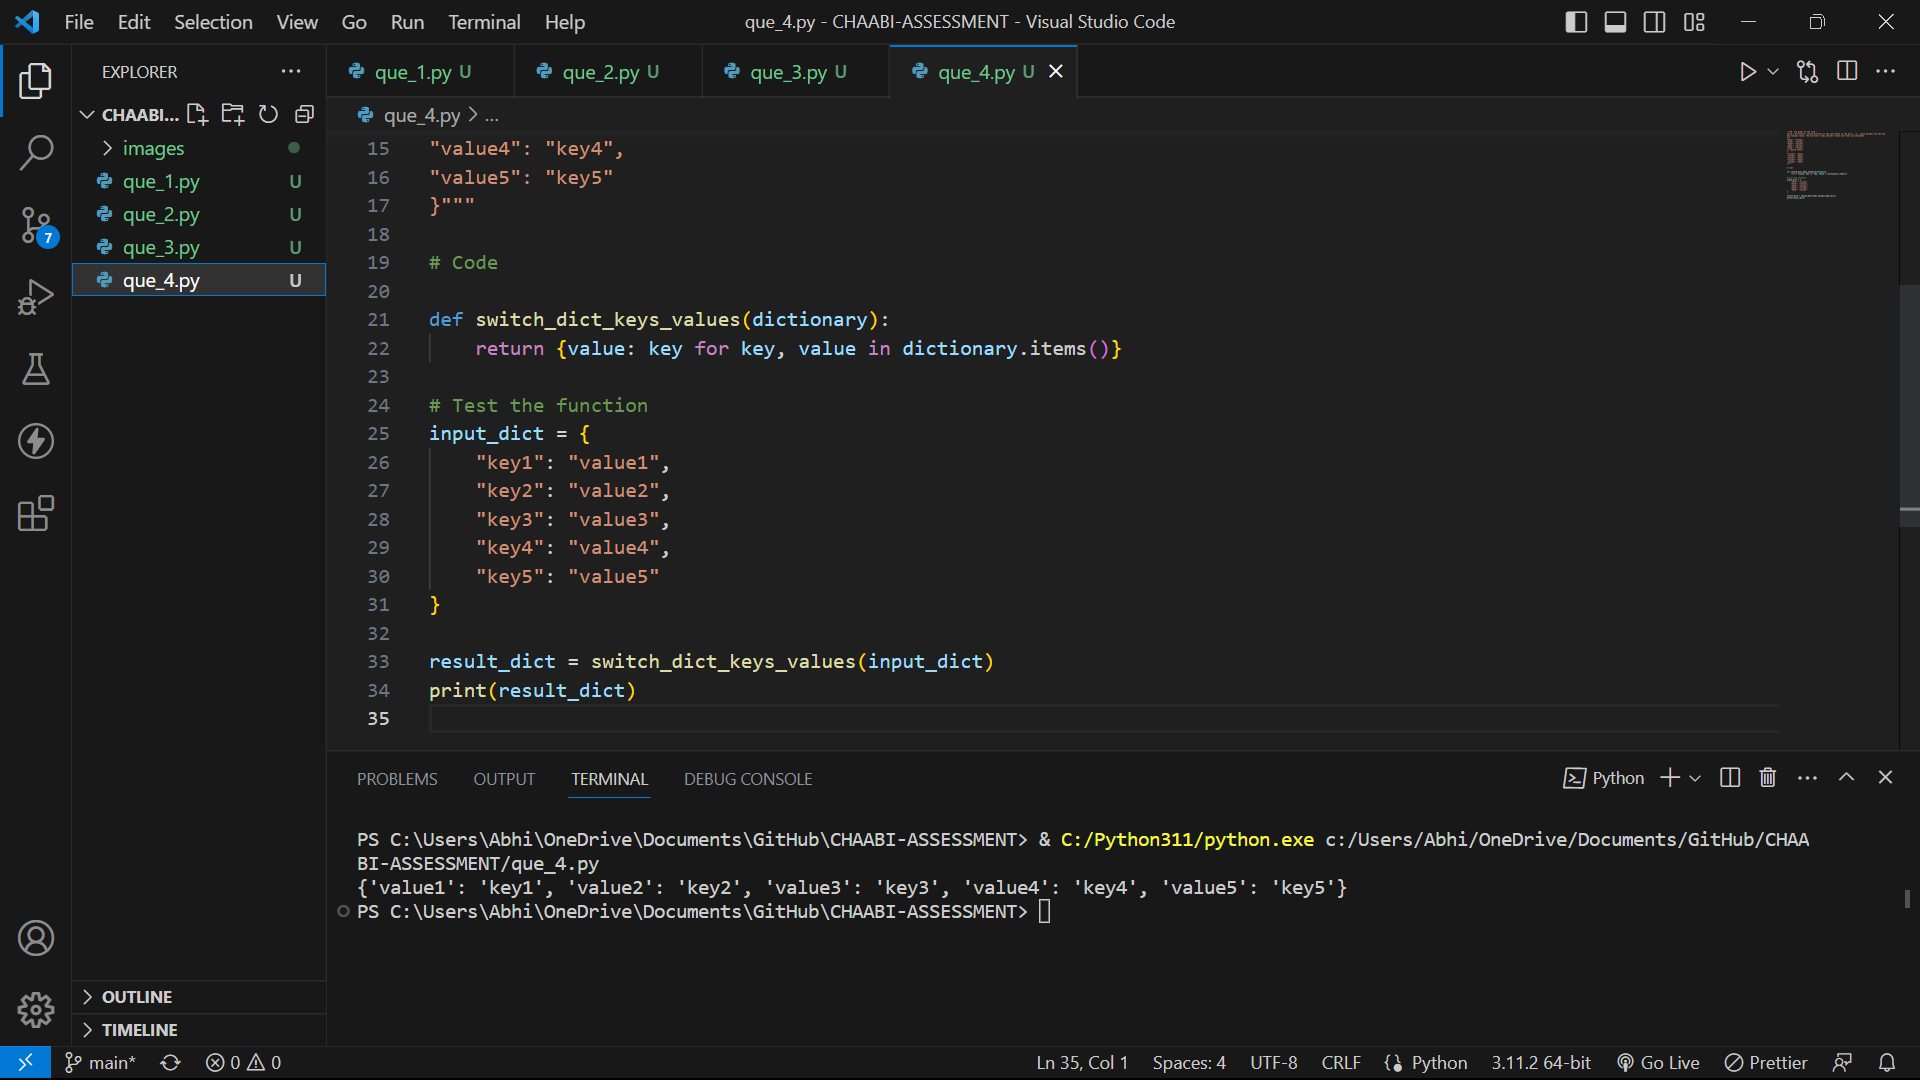 File Edit Selection View Go Run Terminal Help
que_4.py - CHAABI-ASSESSMENT - Visual Studio Code
EXPLORER
CHAABI...
images
que_1.py U
que_2.py U
que_3.py U
que_4.py U
7
OUTLINE
TIMELINE
que_1.py U que_2.py U que_3.py U que_4.py U
que_4.py > ...
15 "value4": "key4",
16 "value5": "key5"
17 }"""
18
19 # Code
20
21 def switch_dict_keys_values(dictionary):
22     return {value: key for key, value in dictionary.items()}
23
24 # Test the function
25 input_dict = {
26     "key1": "value1",
27     "key2": "value2",
28     "key3": "value3",
29     "key4": "value4",
30     "key5": "value5"
31 }
32
33 result_dict = switch_dict_keys_values(input_dict)
34 print(result_dict)
35
PROBLEMS OUTPUT TERMINAL DEBUG CONSOLE
Python
PS C:\Users\Abhi\OneDrive\Documents\GitHub\CHAABI-ASSESSMENT> & C:/Python311/python.exe c:/Users/Abhi/OneDrive/Documents/GitHub/CHAA
BI-ASSESSMENT/que_4.py
{'value1': 'key1', 'value2': 'key2', 'value3': 'key3', 'value4': 'key4', 'value5': 'key5'}
PS C:\Users\Abhi\OneDrive\Documents\GitHub\CHAABI-ASSESSMENT>
main* 0 0 Ln 35, Col 1 Spaces: 4 UTF-8 CRLF Python 3.11.2 64-bit Go Live Prettier